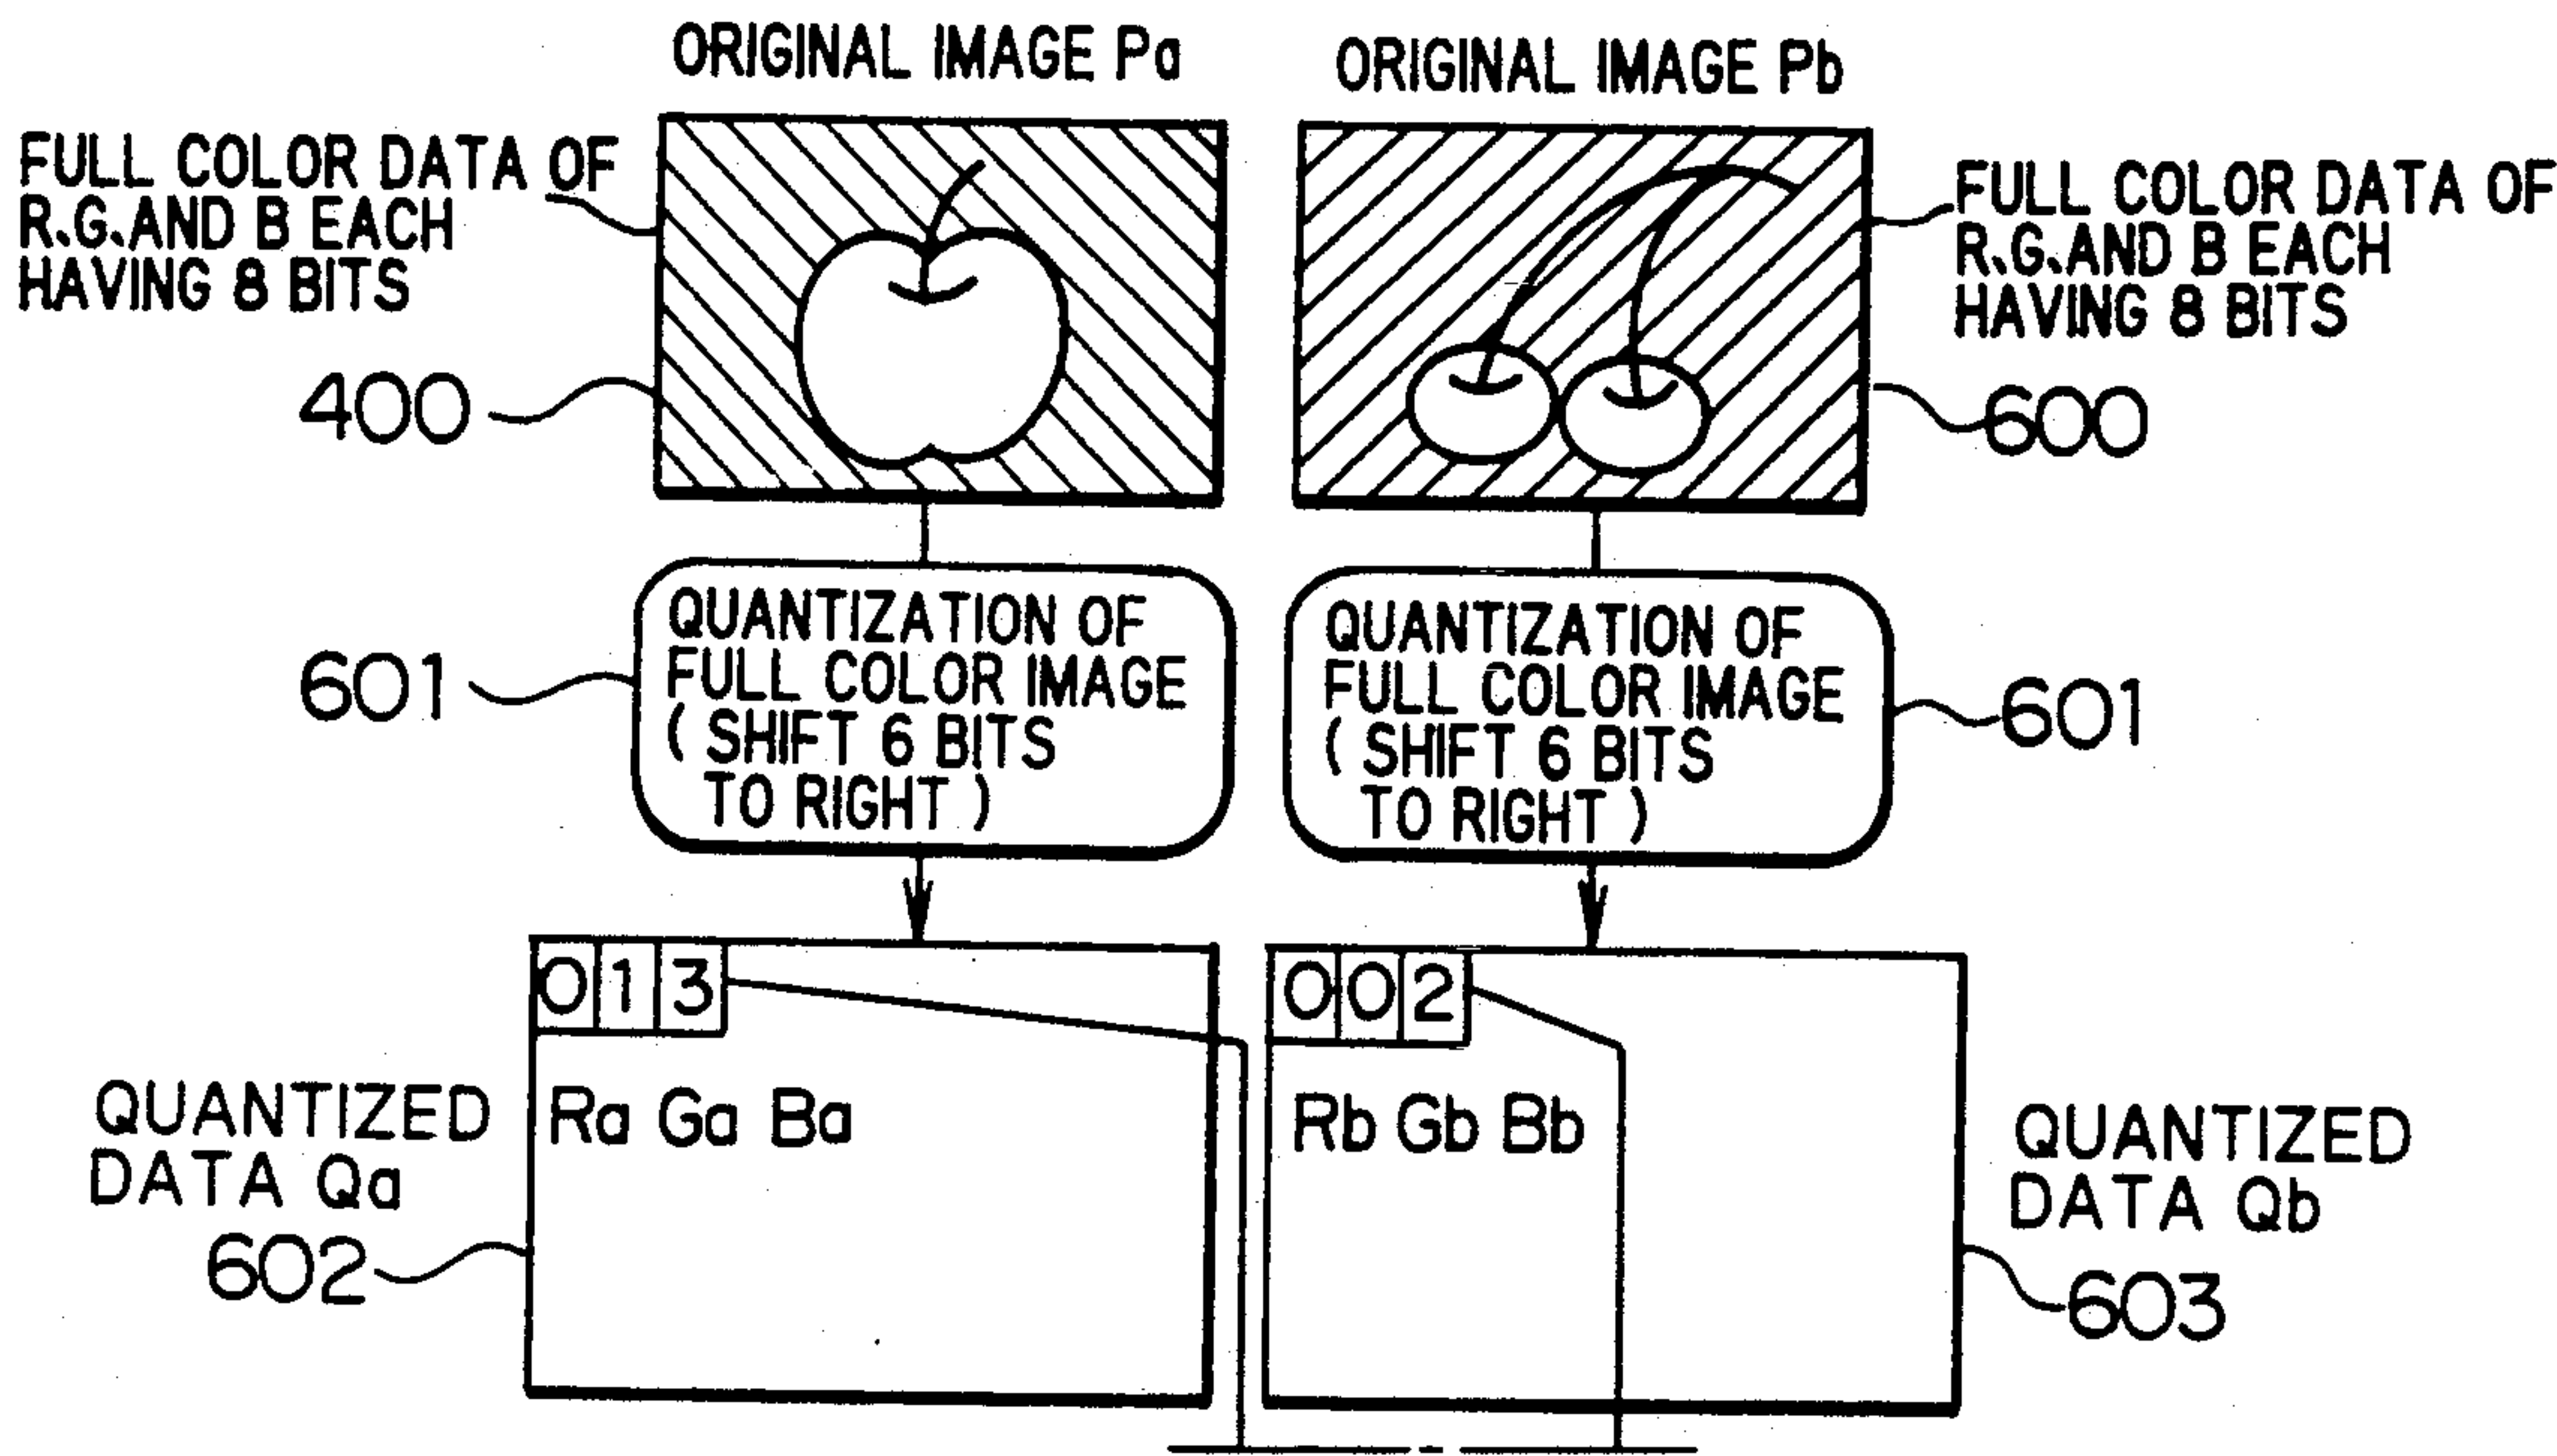 ORIGINAL IMAGE Pa
ORIGINAL IMAGE Pb
FULL COLOR DATA OF
R.G.AND B EACH
HAVING 8 BITS
400
FULL COLOR DATA OF
R.G.AND B EACH
HAVING 8 BITS
600
601
QUANTIZATION OF
FULL COLOR IMAGE
( SHIFT 6 BITS
TO RIGHT )
QUANTIZATION OF
FULL COLOR IMAGE
( SHIFT 6 BITS
TO RIGHT )
601
0 1 3
Ra Ga Ba
QUANTIZED
DATA Qa
602
0 0 2
Rb Gb Bb
QUANTIZED
DATA Qb
603